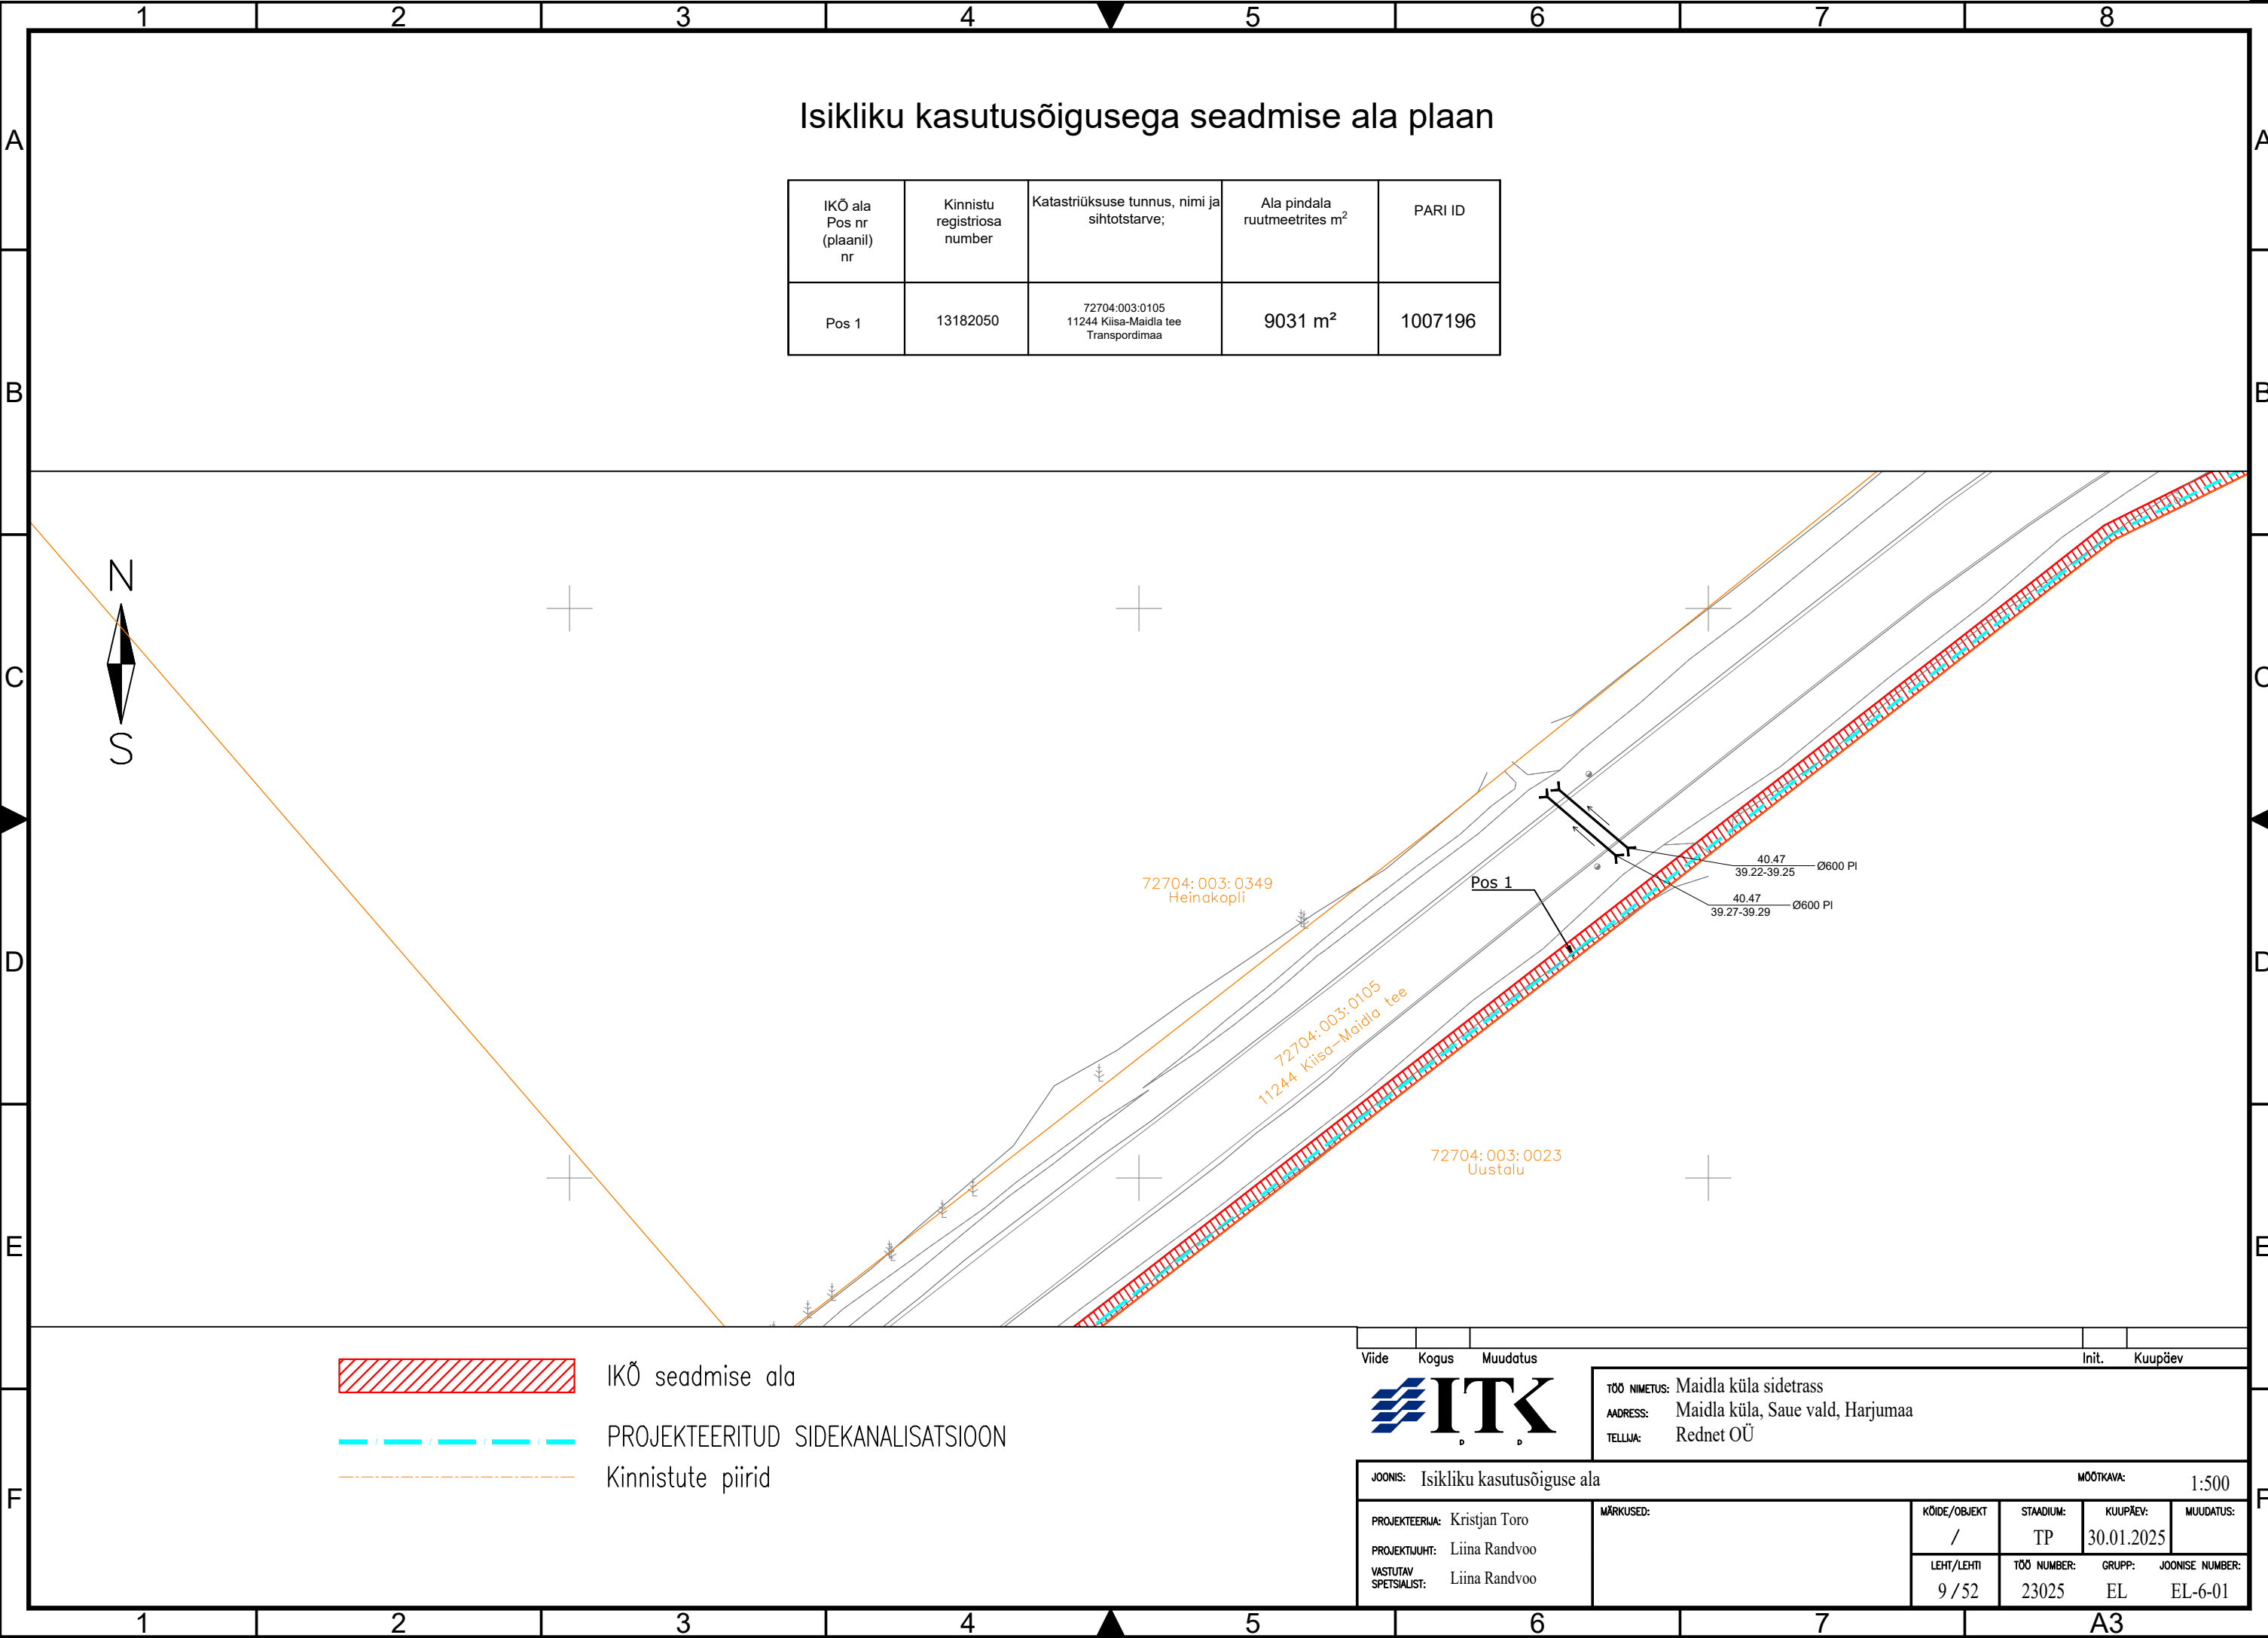 1 2 3 4 5 6 7 8
A A
B B
C C
D D
E E
F F
Isikliku kasutusõigusega seadmise ala plaan
IKÕ ala
Pos nr
(plaanil)
nr
Kinnistu
registriosa
number
Katastriüksuse tunnus, nimi ja
sihtotstarve;
Ala pindala
ruutmeetrites m²
PARI ID
Pos 1
13182050
72704:003:0105
11244 Kiisa-Maidla tee
Transpordimaa
9031 m²
1007196
N
S
72704:003:0349
Heinakopli
Pos 1
40.47
39.22-39.25
Ø600 Pl
40.47
39.27-39.29
Ø600 Pl
72704:003:0105
11244 Kiisa-Maidla tee
72704:003:0023
Uustalu
IKÕ seadmise ala
PROJEKTEERITUD SIDEKANALISATSIOON
Kinnistute piirid
Viide Kogus Muudatus Init. Kuupäev
ITK
D D
TÖÖ NIMETUS: Maidla küla sidetrass
AADRESS: Maidla küla, Saue vald, Harjumaa
TELLIJA: Rednet OÜ
JOONIS: Isikliku kasutusõiguse ala
MÕÕTKAVA: 1:500
PROJEKTEERIJA: Kristjan Toro
PROJEKTIJUHT: Liina Randvoo
VASTUTAV
SPETSIALIST: Liina Randvoo
MÄRKUSED:
KÖIDE/OBJEKT
/
STAADIUM:
TP
KUUPÄEV:
30.01.2025
MUUDATUS:
LEHT/LEHTI
9 / 52
TÖÖ NUMBER:
23025
GRUPP:
EL
JOONISE NUMBER:
EL-6-01
1 2 3 4 5 6 7 A3